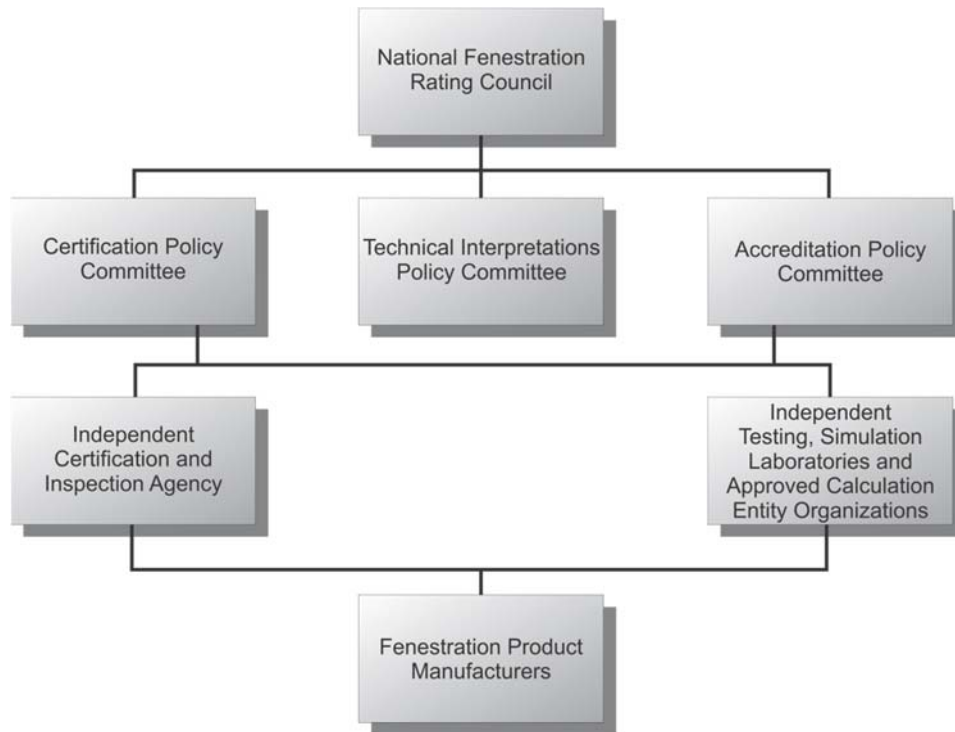 National Fenestration
Rating Council
Certification Policy
Committee
Technical Interpretations
Policy Committee
Accreditation Policy
Committee
Independent
Certification and
Inspection Agency
Independent
Testing, Simulation
Laboratories and
Approved Calculation
Entity Organizations
Fenestration Product
Manufacturers